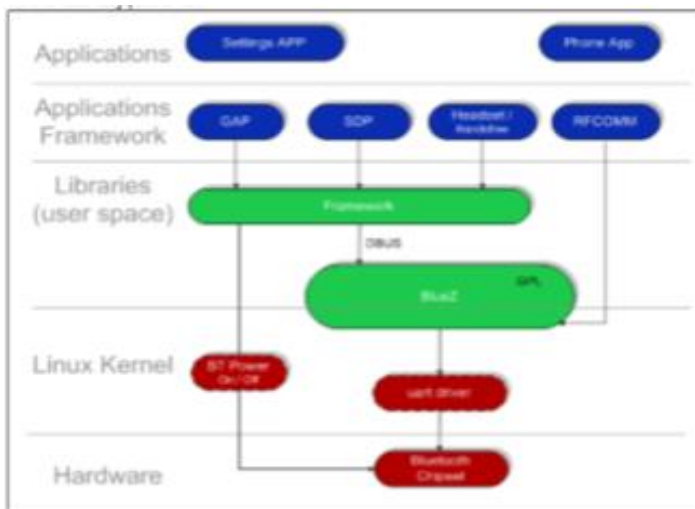 Applications
Settings APP
Phone App
Applications
Framework
GAP
SDP
Headset /
Handsfree
RFCOMM
Libraries
(user space)
Framework
DBUS
GPL
BlueZ
Linux Kernel
BT Power
On / Off
uart driver
Hardware
Bluetooth
Chipset